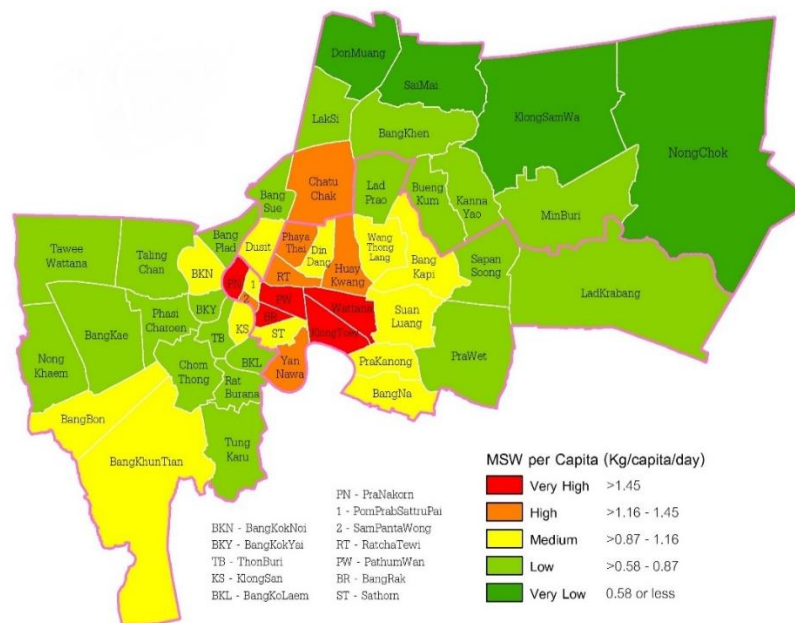 DonMuang
SaiMai
KlongSamWa
NongChok
LakSi
BangKhen
Chatu
Chak
Lad
Prao
Bueng
Kum
Kanna
Yao
MinBuri
Bang
Sue
Bang
Plad
Tawee
Wattana
Taling
Chan
BKN
Dusit
Phaya
Thai
Din
Dang
Huay
Kwang
Wang
Thong
Lang
Bang
Kapi
Sapan
Soong
LadKrabang
PN
1
2
RT
PW
BR
Wattana
KlongToey
Suan
Luang
PraWet
Phasi
Charoen
BKY
TB
KS
ST
BangKae
Nong
Khaem
Chom
Thong
BKL
Rat
Burana
Yan
Nawa
PraKanong
BangNa
BangBon
BangKhunTian
Tung
Karu
MSW per Capita (Kg/capita/day)
Very High >1.45
High >1.16 - 1.45
Medium >0.87 - 1.16
Low >0.58 - 0.87
Very Low 0.58 or less
BKN - BangKokNoi
BKY - BangKokYai
TB - ThonBuri
KS - KlongSan
BKL - BangKoLaem
PN - PraNakorn
1 - PomPrabSattruPai
2 - SamPantaWong
RT - RatchaTewi
PW - PathumWan
BR - BangRak
ST - Sathorn